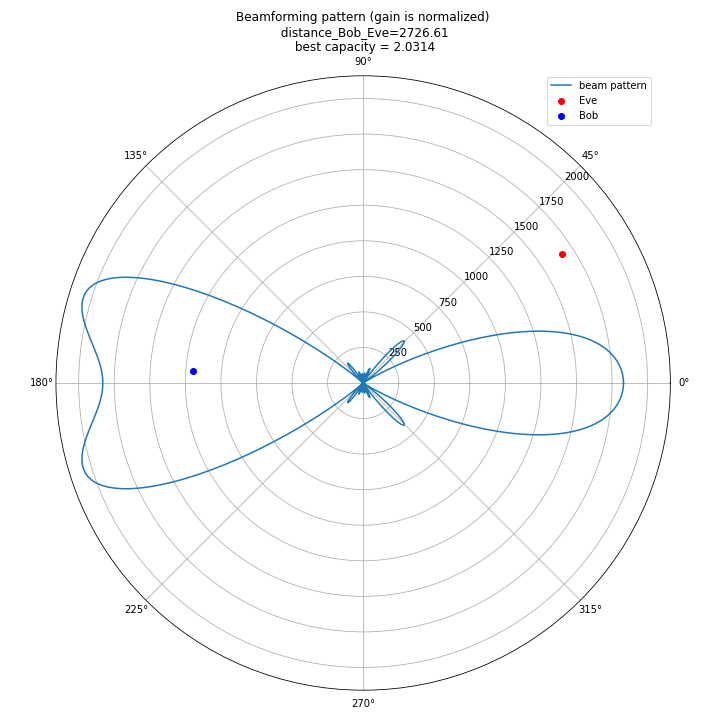 Beamforming pattern (gain is normalized)
distance_Bob_Eve=2726.61
best capacity = 2.0314
90°
beam pattern
Eve
Bob
135°
45°
2000
1750
1500
1250
1000
750
500
250
180°
0°
225°
315°
270°